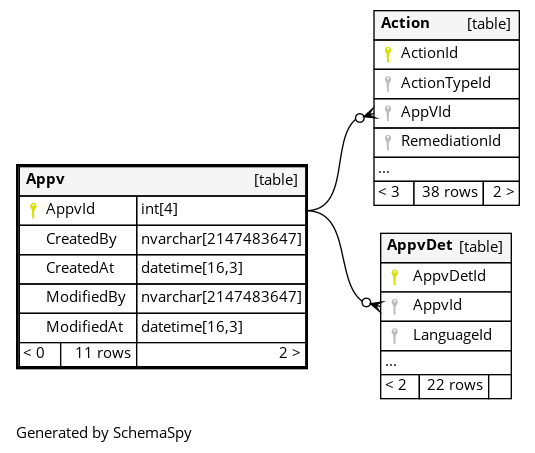 Action [table]
ActionId
ActionTypeId
AppVId
RemediationId
...
< 3 38 rows 2 >
Appv [table]
AppvId int[4]
CreatedBy nvarchar[2147483647]
CreatedAt datetime[16,3]
ModifiedBy nvarchar[2147483647]
ModifiedAt datetime[16,3]
< 0 11 rows 2 >
AppvDet [table]
AppvDetId
AppvId
LanguageId
...
< 2 22 rows
Generated by SchemaSpy